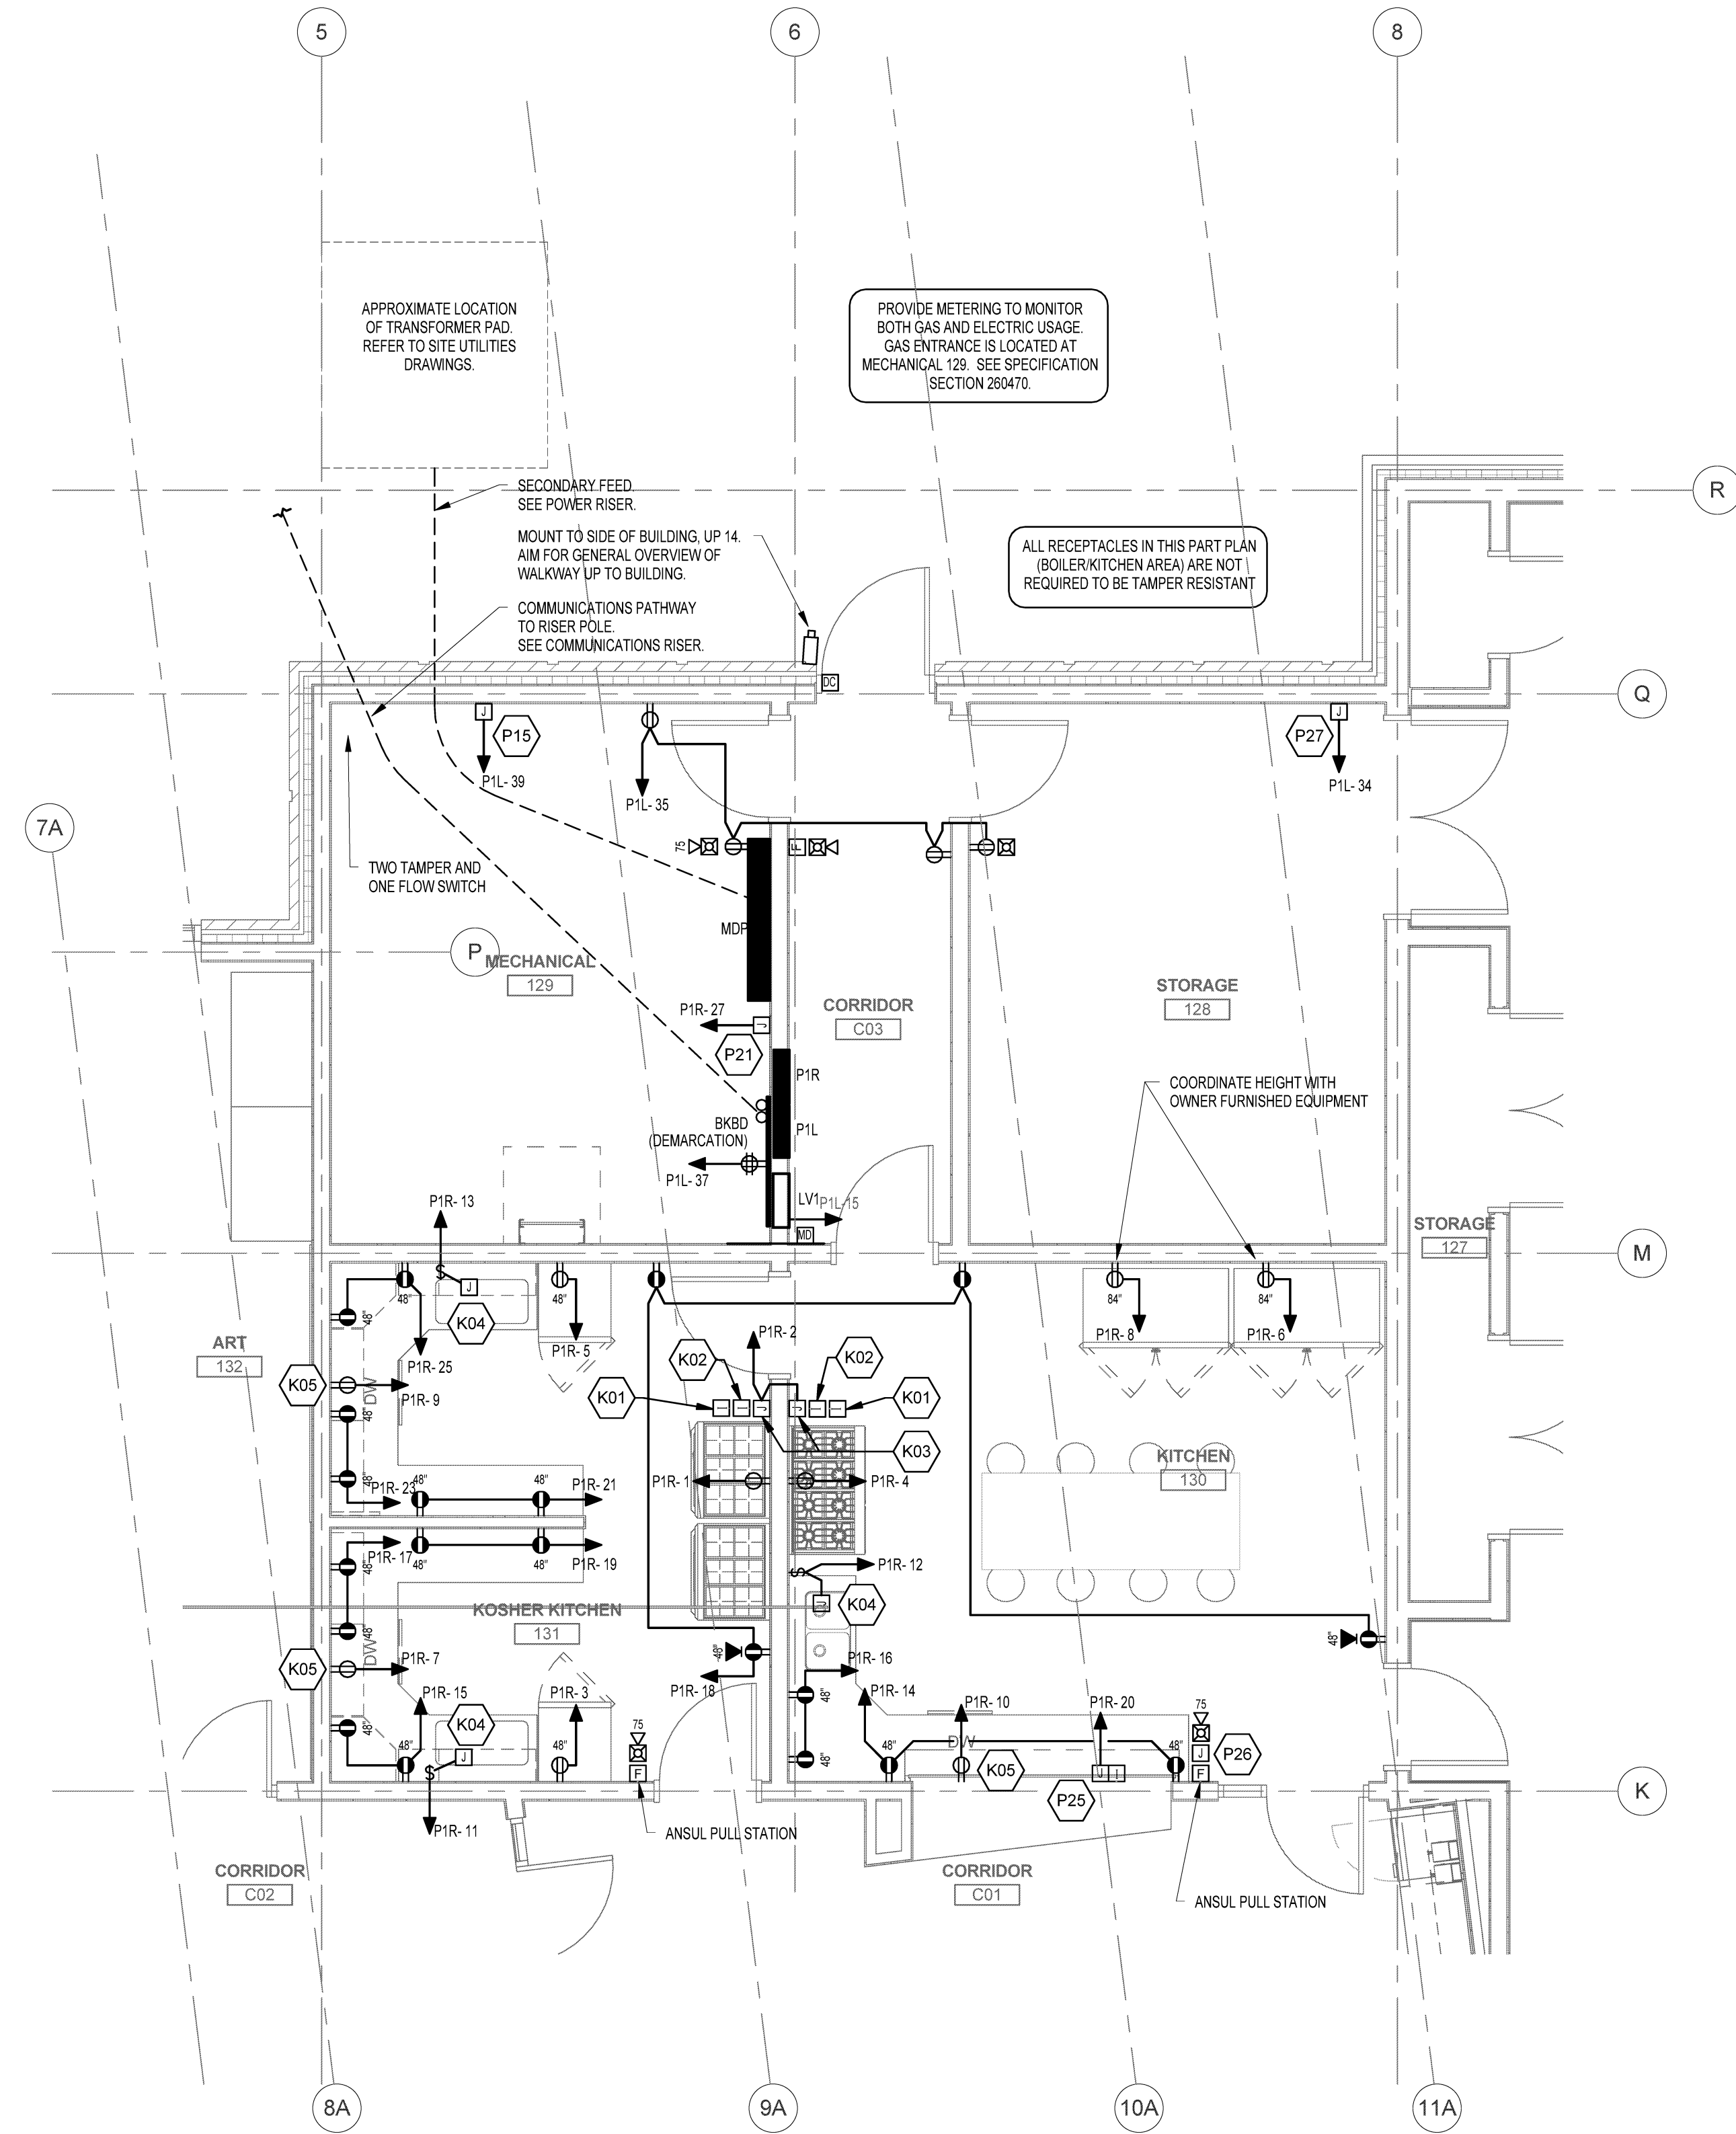 5
6
8
APPROXIMATE LOCATION
OF TRANSFORMER PAD.
REFER TO SITE UTILITIES
DRAWINGS.
PROVIDE METERING TO MONITOR
BOTH GAS AND ELECTRIC USAGE.
GAS ENTRANCE IS LOCATED AT
MECHANICAL 129. SEE SPECIFICATION
SECTION 260470.
SECONDARY FEED.
SEE POWER RISER.
R
MOUNT TO SIDE OF BUILDING, UP 14.
AIM FOR GENERAL OVERVIEW OF
WALKWAY UP TO BUILDING.
ALL RECEPTACLES IN THIS PART PLAN
(BOILER/KITCHEN AREA) ARE NOT
REQUIRED TO BE TAMPER RESISTANT
COMMUNICATIONS PATHWAY
TO RISER POLE.
SEE COMMUNICATIONS RISER.
DC
Q
J
P15
P1L- 39
P1L- 35
J
P27
P1L- 34
7A
75
F
TWO TAMPER AND
ONE FLOW SWITCH
MDP
P
MECHANICAL
129
CORRIDOR
C03
STORAGE
128
P1R- 27
J
P21
P1R
COORDINATE HEIGHT WITH
OWNER FURNISHED EQUIPMENT
BKBD
(DEMARCATION)
P1L
P1L- 37
LV1
P1L-15
MD
P1R- 13
STORAGE
127
M
J
48"
48"
48"
K04
84"
84"
P1R- 8
P1R- 6
ART
132
P1R- 5
P1R- 2
P1R- 25
K02
K02
K05
DW
P1R- 9
K01
I
I
J
J
I
I
K01
48"
K03
KITCHEN
130
48"
P1R- 23
48"
48"
P1R- 21
P1R- 1
P1R- 4
P1R- 17
48"
48"
48"
P1R- 19
P1R- 12
J
K04
KOSHER KITCHEN
131
48"
DW
48"
48"
K05
P1R- 7
P1R- 16
P1R- 18
P1R- 15
P1R- 3
48"
P1R- 14
P1R- 10
P1R- 20
75
K04
48"
J
48"
48"
75
48"
48"
DW
48"
J
P26
F
K05
J
I
F
P25
K
P1R- 11
ANSUL PULL STATION
CORRIDOR
C02
CORRIDOR
C01
ANSUL PULL STATION
8A
9A
10A
11A